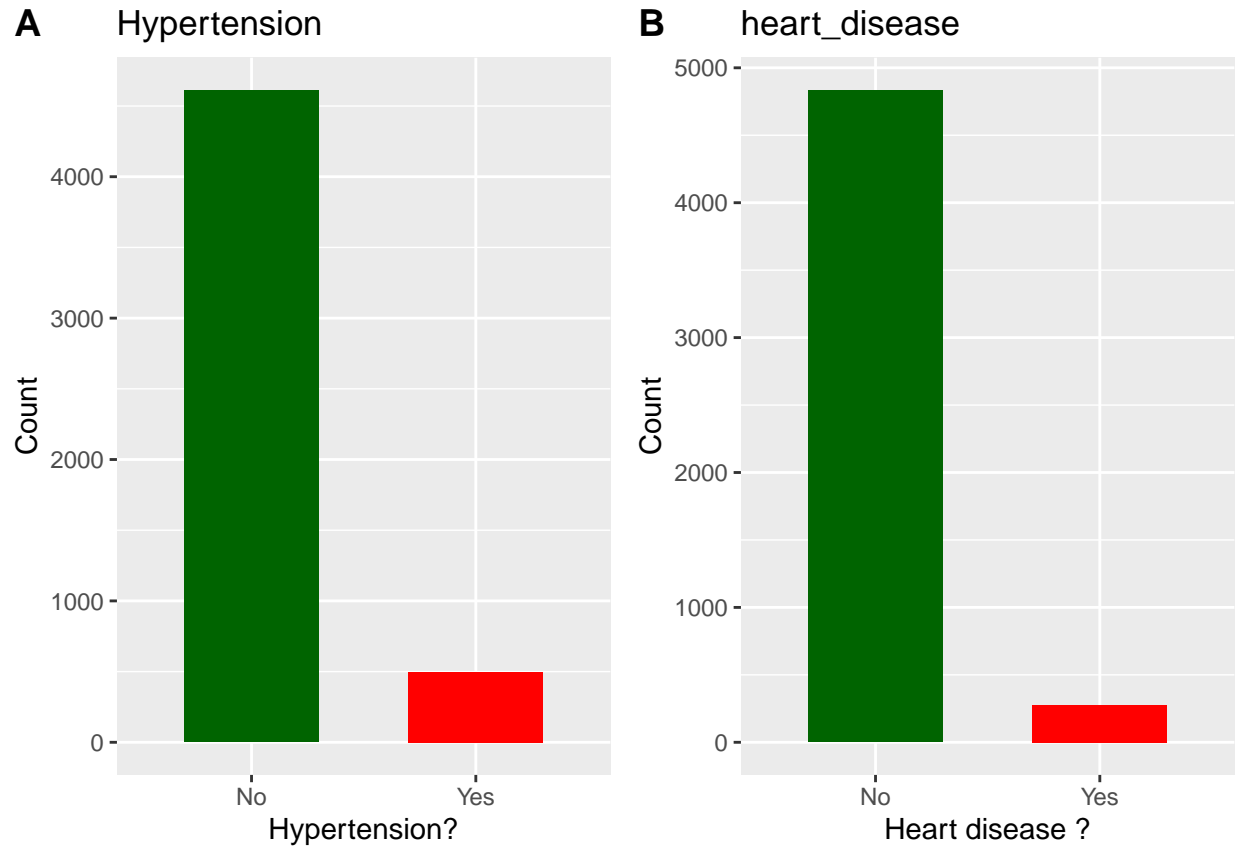 A
Hypertension
4000
3000
2000
1000
0
Count
No
Yes
Hypertension?
B
heart_disease
5000
4000
3000
2000
1000
0
Count
No
Yes
Heart disease ?